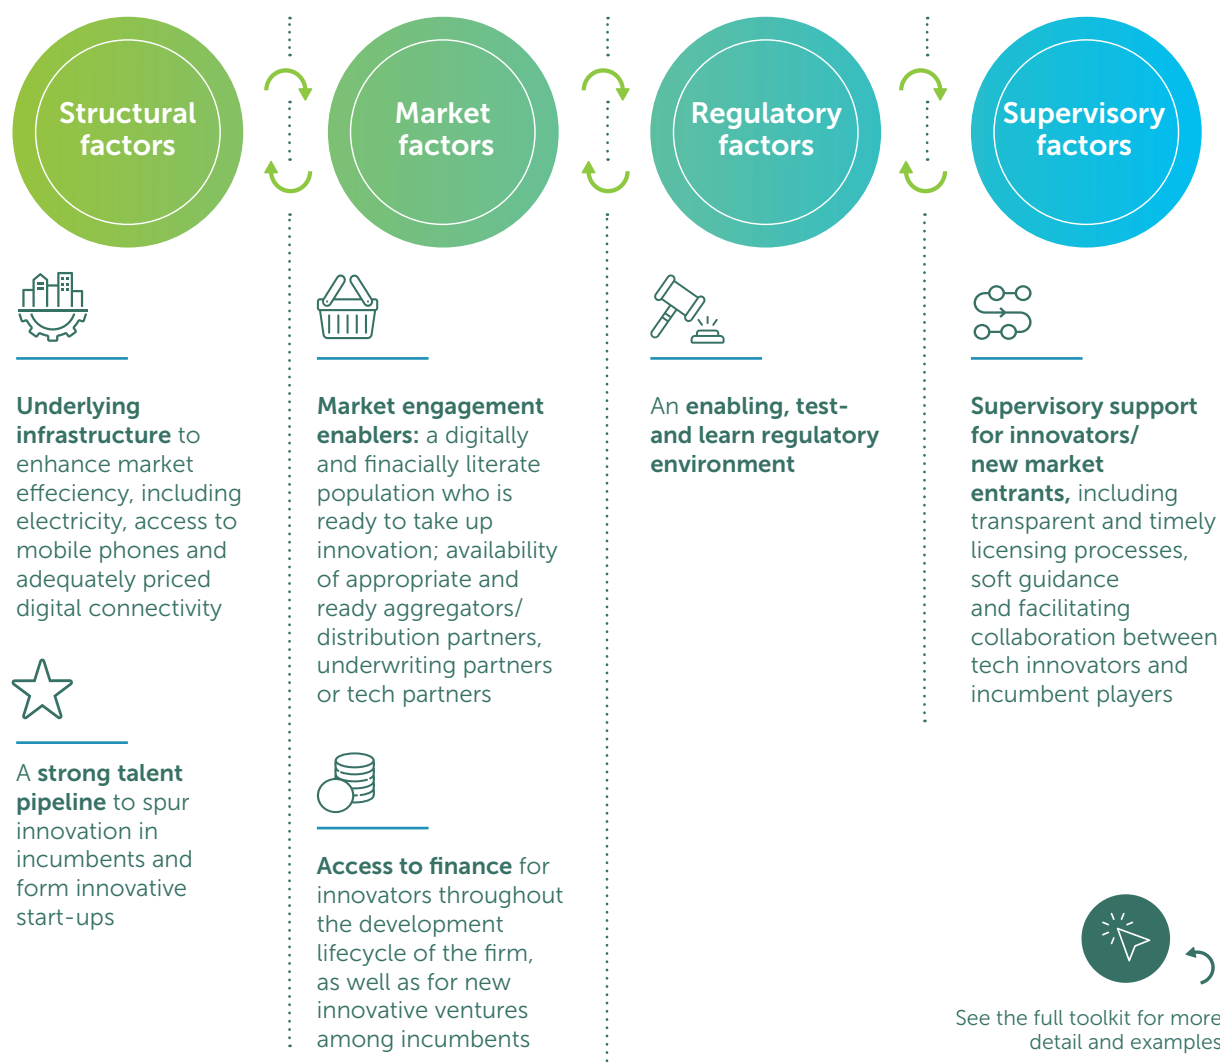 Structural
factors
Market
factors
Regulatory
factors
Supervisory
factors
Underlying
infrastructure to
enhance market
effeciency, including
electricity, access to
mobile phones and
adequately priced
digital connectivity
A strong talent
pipeline to spur
innovation in
incumbents and
form innovative
start-ups
Market engagement
enablers: a digitally
and finacially literate
population who is
ready to take up
innovation; availability
of appropriate and
ready aggregators/
distribution partners,
underwriting partners
or tech partners
Access to finance for
innovators throughout
the development
lifecycle of the firm,
as well as for new
innovative ventures
among incumbents
An enabling, test-
and learn regulatory
environment
Supervisory support
for innovators/
new market
entrants, including
transparent and timely
licensing processes,
soft guidance
and facilitating
collaboration between
tech innovators and
incumbent players
See the full toolkit for more
detail and examples